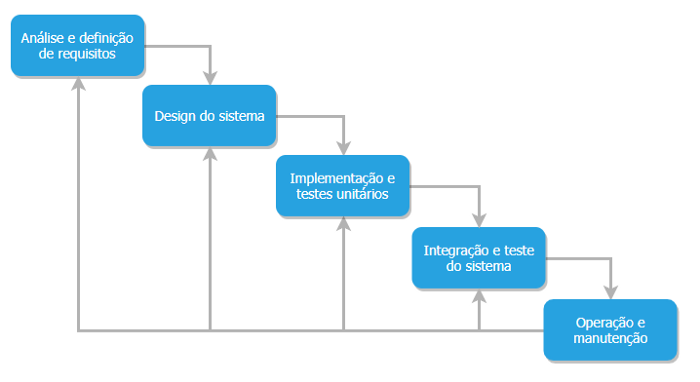 Análise e definição
de requisitos
Design do sistema
Implementação e
testes unitários
Integração e teste
do sistema
Operação e
manutenção